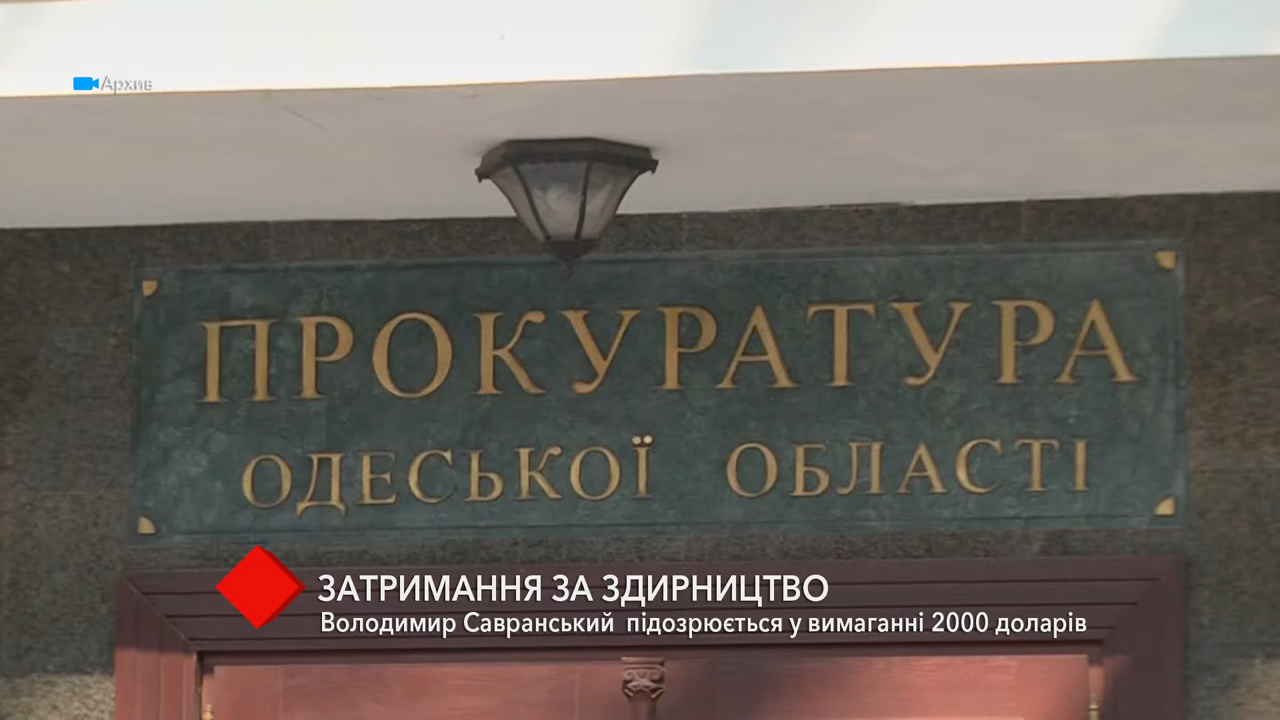 Архив
ПРОКУРАТУРА
ОДЕСЬКОЇ ОБЛАСТІ
ЗАТРИМАННЯ ЗА ЗДИРНИЦТВО
Володимир Савранський підозрюється у вимаганні 2000 доларів